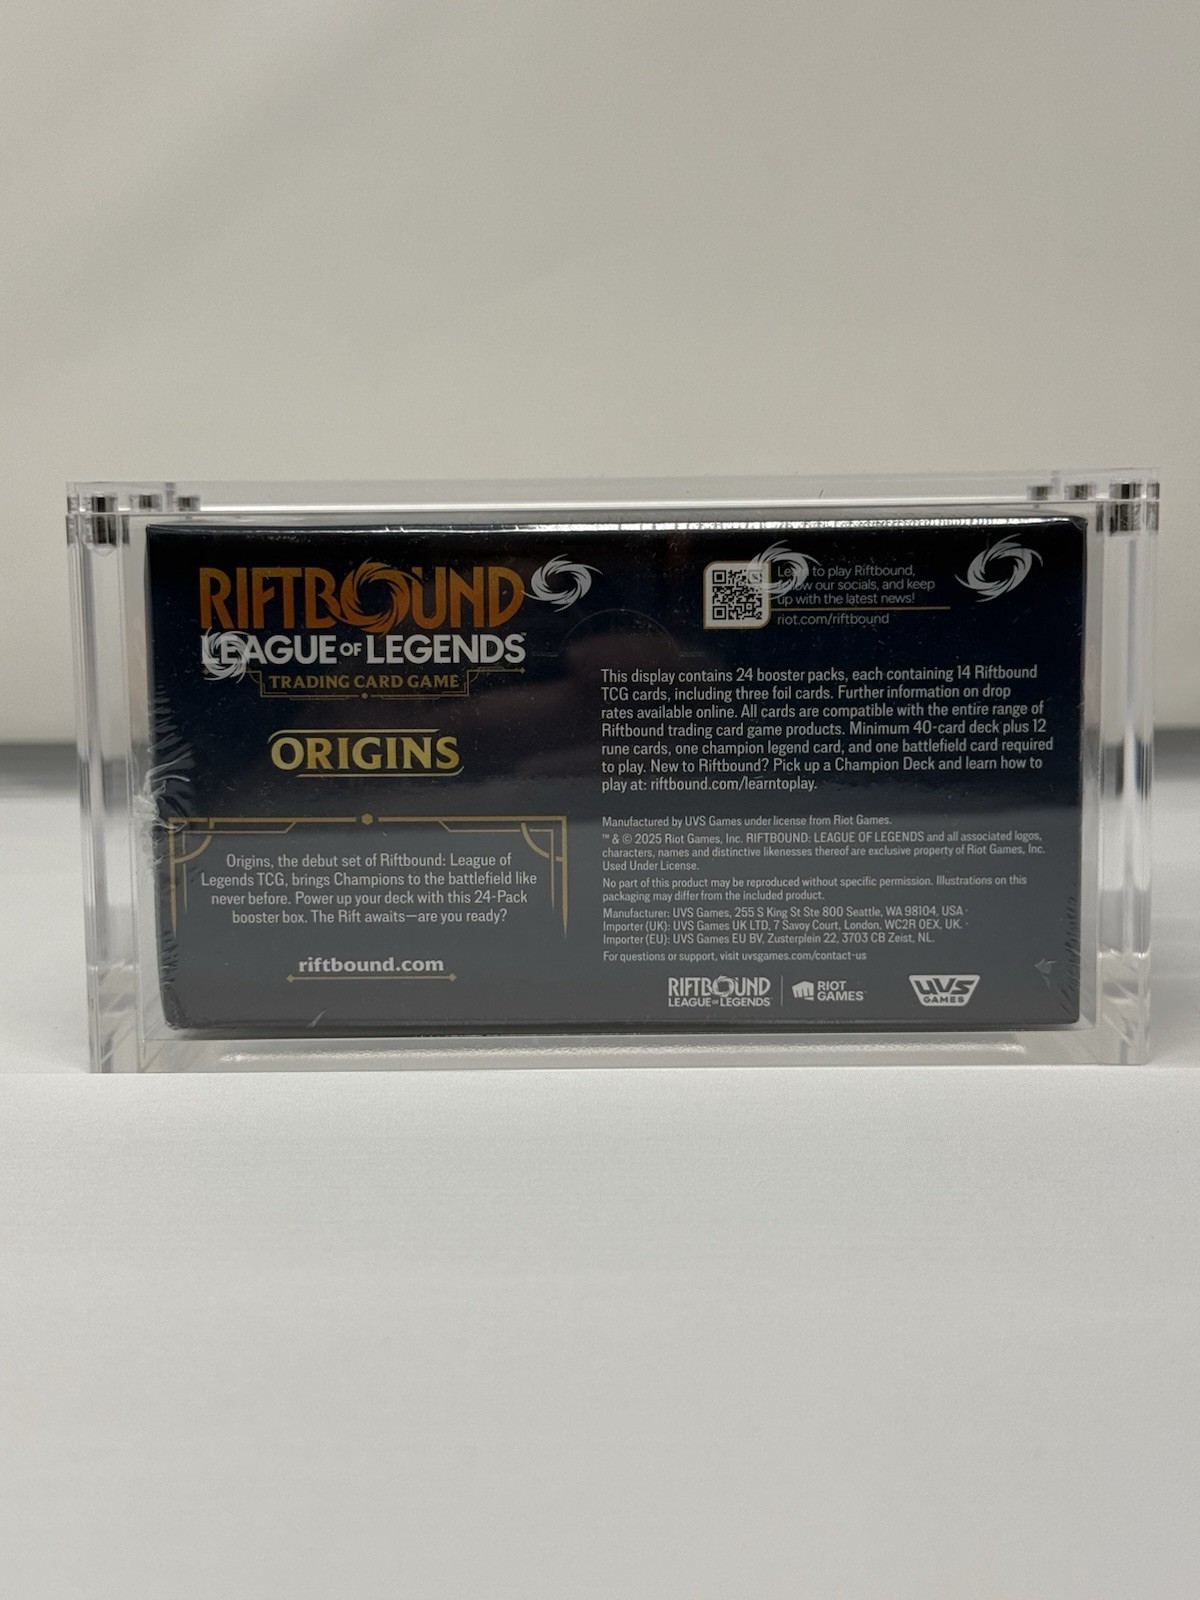 RIFTBOUND
LEAGUE OF LEGENDS
TRADING CARD GAME
ORIGINS
Origins, the debut set of Riftbound: League of
Legends TCG, brings Champions to the battlefield like
never before. Power up your deck with this 24-Pack
booster box. The Rift awaits—are you ready?
riftbound.com
Learn to play Riftbound,
follow our socials, and keep
up with the latest news!
riot.com/riftbound
This display contains 24 booster packs, each containing 14 Riftbound
TCG cards, including three foil cards. Further information on drop
rates available online. All cards are compatible with the entire range of
Riftbound trading card game products. Minimum 40-card deck plus 12
rune cards, one champion legend card, and one battlefield card required
to play. New to Riftbound? Pick up a Champion Deck and learn how to
play at: riftbound.com/learntoplay.
Manufactured by UVS Games under license from Riot Games.
™ & © 2025 Riot Games, Inc. RIFTBOUND: LEAGUE OF LEGENDS and all associated logos,
characters, names and distinctive likenesses thereof are exclusive property of Riot Games, Inc.
Used Under License.
No part of this product may be reproduced without specific permission. Illustrations on this
packaging may differ from the included product.
Manufacturer: UVS Games, 255 S King St Ste 800 Seattle, WA 98104, USA ·
Importer (UK): UVS Games UK LTD, 7 Savoy Court, London, WC2R 0EX, UK. ·
Importer (EU): UVS Games EU BV, Zusterplein 22, 3703 CB Zeist, NL.
For questions or support, visit uvsgames.com/contact-us
RIFTBOUND
LEAGUE OF LEGENDS
RIOT
GAMES
UVS
GAMES